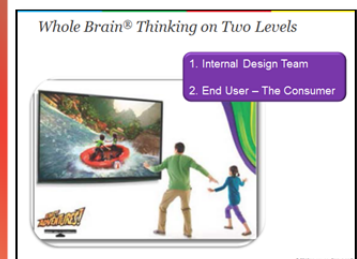 Whole Brain® Thinking on Two Levels
1. Internal Design Team
2. End User – The Consumer